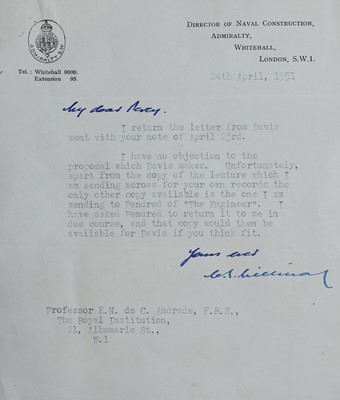 DIRECTOR OF NAVAL CONSTRUCTION,
ADMIRALTY,
WHITEHALL,
LONDON, S.W.1.
ADMIRALTY S.W.
Tel.: Whitehall 9000.
Extension 95.
24th April, 1951
My dear Percy.
I return the letter from Davis
sent with your note of April 23rd.
I have no objection to the
proposal which Davis makes. Unfortunately,
apart from the copy of the lecture which I
am sending across for your own records the
only other copy available is the one I am
sending to Pendred of "The Engineer". I
have asked Pendred to return it to me in
due course, and that copy would then be
available for Davis if you think fit.
Yours ever
Professor E.N. da C. Andrade, F.R.S.,
The Royal Institution,
21, Albemarle St.,
W.1